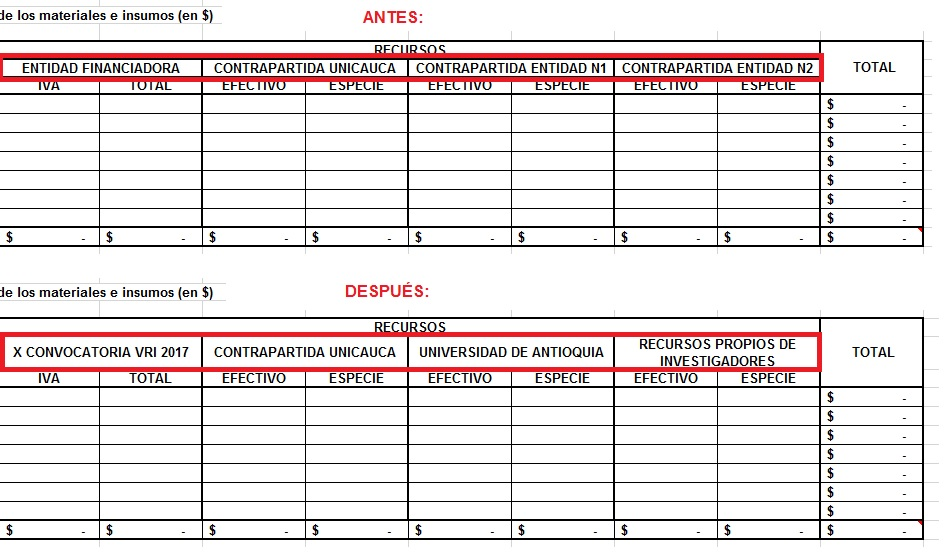 de los materiales e insumos (en $)
ANTES:
RECURSOS
ENTIDAD FINANCIADORA CONTRAPARTIDA UNICAUCA CONTRAPARTIDA ENTIDAD N1 CONTRAPARTIDA ENTIDAD N2 TOTAL
IVA TOTAL EFECTIVO ESPECIE EFECTIVO ESPECIE EFECTIVO ESPECIE
$ -
$ -
$ -
$ -
$ -
$ -
$ -
$ - $ - $ - $ - $ - $ - $ - $ - $ -
de los materiales e insumos (en $)
DESPUÉS:
RECURSOS
X CONVOCATORIA VRI 2017 CONTRAPARTIDA UNICAUCA UNIVERSIDAD DE ANTIOQUIA RECURSOS PROPIOS DE
INVESTIGADORES
TOTAL
IVA TOTAL EFECTIVO ESPECIE EFECTIVO ESPECIE EFECTIVO ESPECIE
$ -
$ -
$ -
$ -
$ -
$ -
$ -
$ - $ - $ - $ - $ - $ - $ - $ - $ -